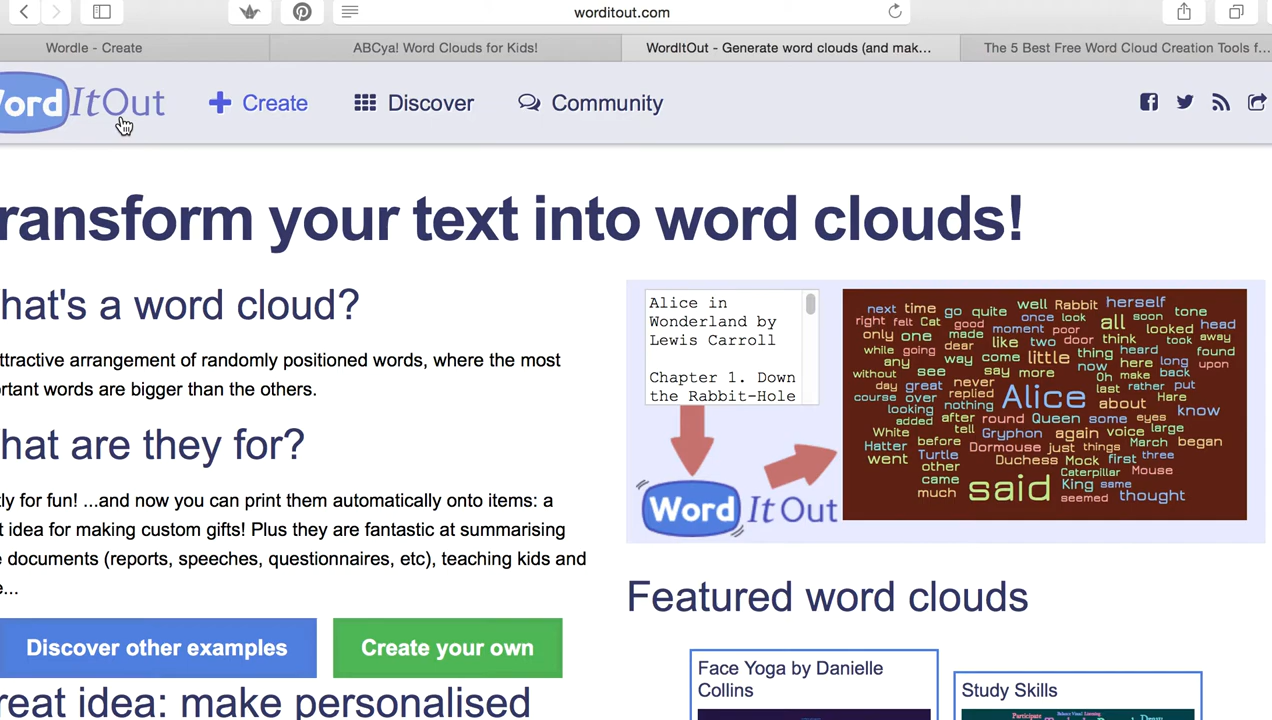 worditout.com
Wordle - Create
ABCya! Word Clouds for Kids!
WordItOut - Generate word clouds (and mak...
The 5 Best Free Word Cloud Creation Tools f...
Word ItOut
Create
Discover
Community
ransform your text into word clouds!
hat's a word cloud?
ttractive arrangement of randomly positioned words, where the most
ortant words are bigger than the others.
hat are they for?
tly for fun! ...and now you can print them automatically onto items: a
t idea for making custom gifts! Plus they are fantastic at summarising
e documents (reports, speeches, questionnaires, etc), teaching kids and
e...
Discover other examples
Create your own
reat idea: make personalised
Alice in
Wonderland by
Lewis Carroll
Chapter 1. Down
the Rabbit-Hole
Word It Out
next time go quite well Rabbit herself
right felt Cat good moment once look all soon tone
only one made like two poor door think looked took head
while going dear little thing heard away found
any way come now here long upon
without see say more Oh make back
day great never Alice last rather put
course over replied about Hare
looking nothing know
added after round Queen some eyes
White tell Gryphon again voice large
Hatter before Dormouse just things March began
went Turtle Duchess Mock first three
other Caterpillar Mouse
came said King same
much seemed thought
Featured word clouds
Face Yoga by Danielle
Collins
Study Skills
Participate